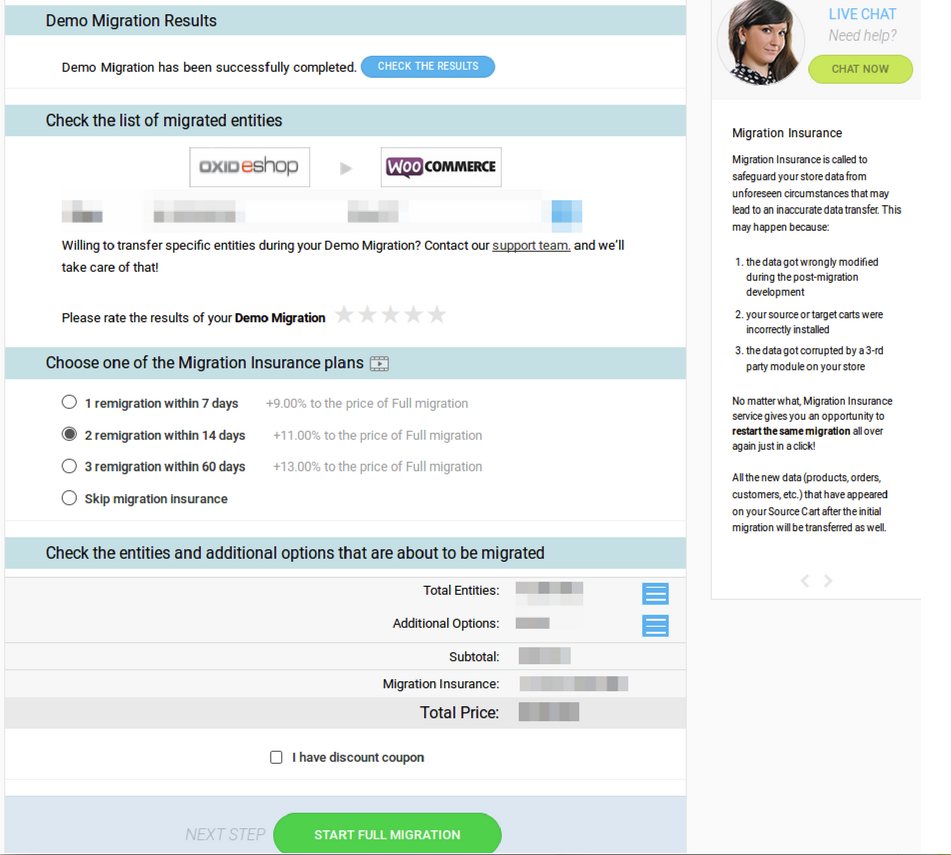 Demo Migration Results
Demo Migration has been successfully completed. CHECK THE RESULTS
Check the list of migrated entities
OXID eshop
WOO COMMERCE
Willing to transfer specific entities during your Demo Migration? Contact our support team. and we'll
take care of that!
Please rate the results of your Demo Migration
Choose one of the Migration Insurance plans
1 remigration within 7 days +9.00% to the price of Full migration
2 remigration within 14 days +11.00% to the price of Full migration
3 remigration within 60 days +13.00% to the price of Full migration
Skip migration insurance
Check the entities and additional options that are about to be migrated
Total Entities:
Additional Options:
Subtotal:
Migration Insurance:
Total Price:
I have discount coupon
NEXT STEP START FULL MIGRATION
LIVE CHAT
Need help?
CHAT NOW
Migration Insurance
Migration Insurance is called to
safeguard your store data from
unforeseen circumstances that may
lead to an inaccurate data transfer. This
may happen because:
1. the data got wrongly modified
during the post-migration
development
2. your source or target carts were
incorrectly installed
3. the data got corrupted by a 3-rd
party module on your store
No matter what, Migration Insurance
service gives you an opportunity to
restart the same migration all over
again just in a click!
All the new data (products, orders,
customers, etc.) that have appeared
on your Source Cart after the initial
migration will be transferred as well.